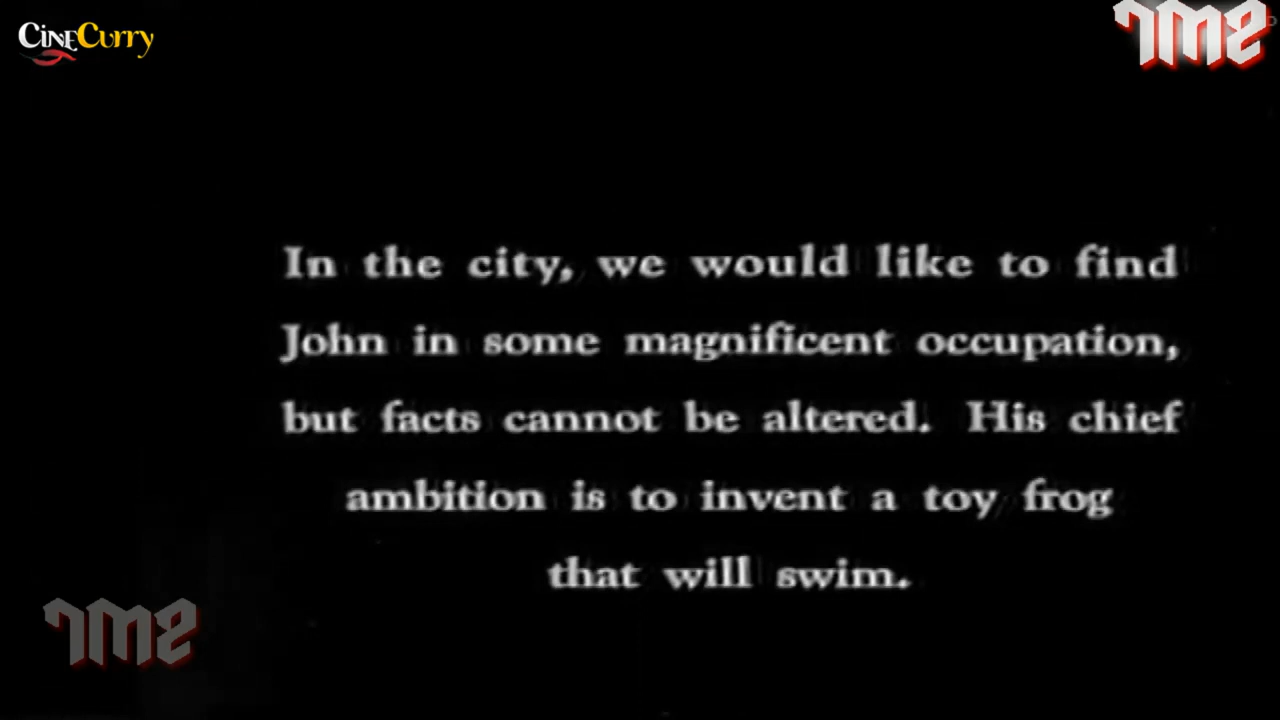 CineCurry
In the city, we would like to find
John in some magnificent occupation,
but facts cannot be altered. His chief
ambition is to invent a toy frog
that will swim.